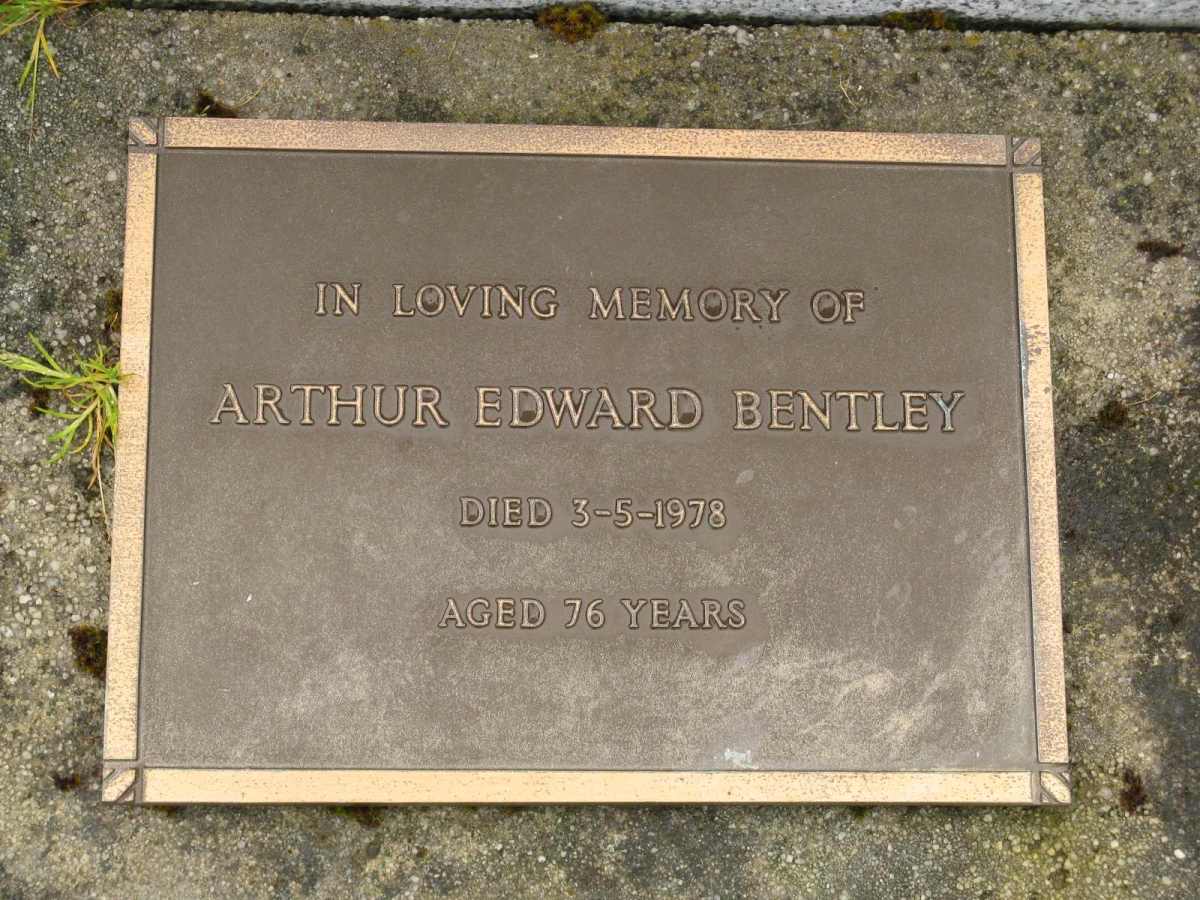 IN LOVING MEMORY OF
ARTHUR EDWARD BENTLEY
DIED 3-5-1978
AGED 76 YEARS